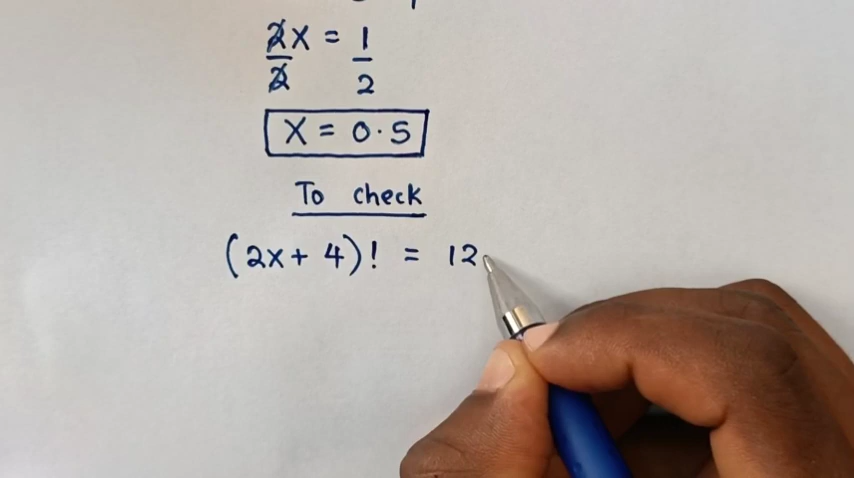 2x = 1
2 2
x = 0.5
To check
(2x + 4)! = 12